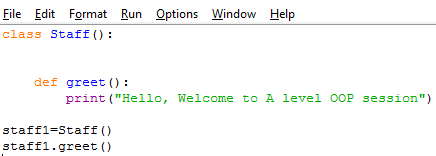 File Edit Format Run Options Window Help
class Staff():
    def greet():
        print("Hello, Welcome to A level OOP session")
staff1=Staff()
staff1.greet()